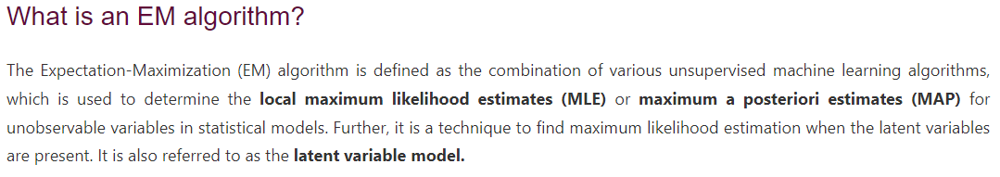 What is an EM algorithm?
The Expectation-Maximization (EM) algorithm is defined as the combination of various unsupervised machine learning algorithms,
which is used to determine the local maximum likelihood estimates (MLE) or maximum a posteriori estimates (MAP) for
unobservable variables in statistical models. Further, it is a technique to find maximum likelihood estimation when the latent variables
are present. It is also referred to as the latent variable model.